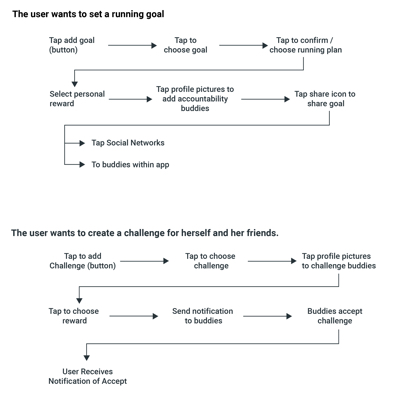 The user wants to set a running goal
Tap add goal
(button)
Tap to
choose goal
Tap to confirm /
choose running plan
Select personal
reward
Tap profile pictures to
add accountability
buddies
Tap share icon to
share goal
Tap Social Networks
To buddies within app
The user wants to create a challenge for herself and her friends.
Tap to add
Challenge (button)
Tap to choose
challenge
Tap profile pictures
to challenge buddies
Tap to choose
reward
Send notification
to buddies
Buddies accept
challenge
User Receives
Notification of Accept